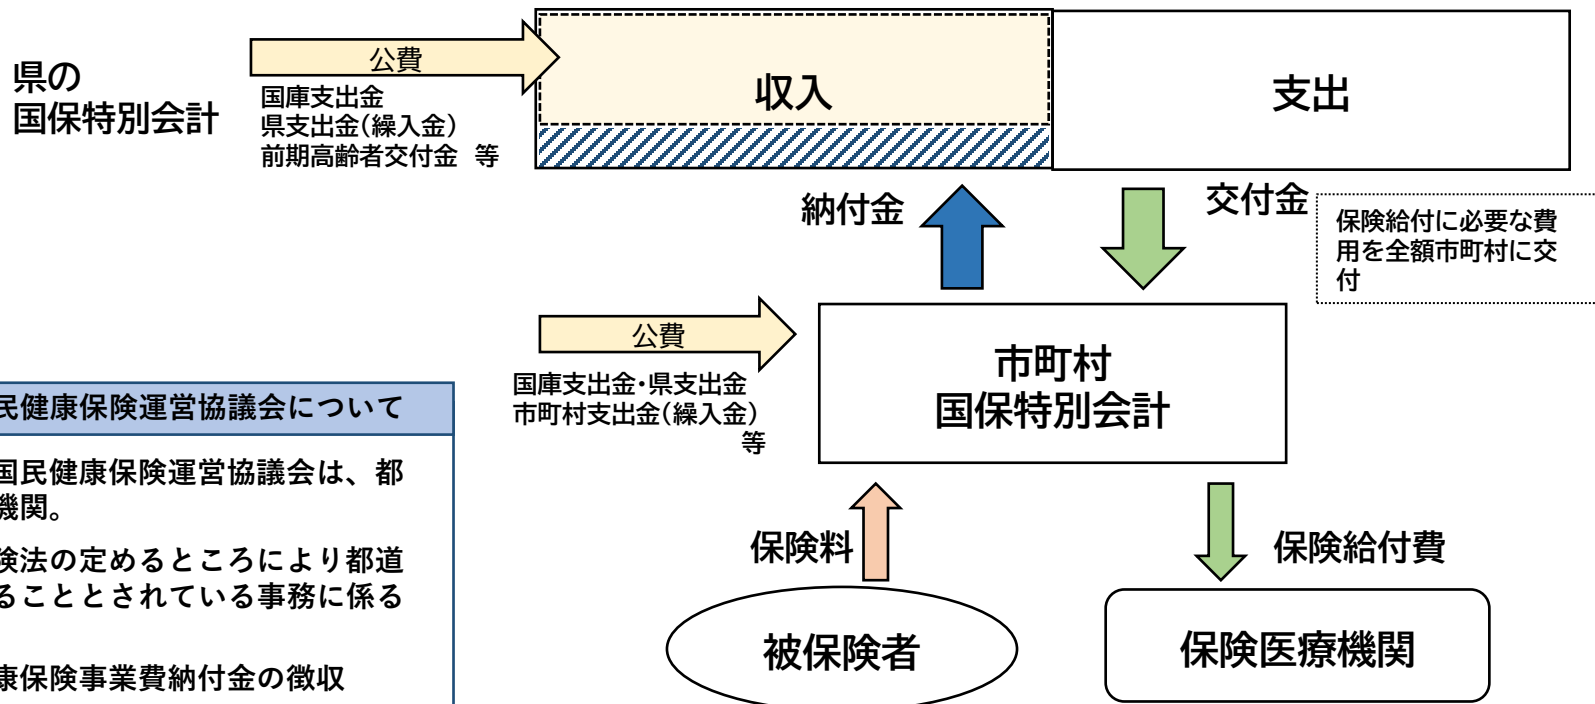 県の
国保特別会計
公費
国庫支出金
県支出金（繰入金）
前期高齢者交付金 等
収入
支出
納付金
交付金
保険給付に必要な費
用を全額市町村に交
付
公費
国庫支出金・県支出金
市町村支出金（繰入金）
等
市町村
国保特別会計
民健康保険運営協議会について
国民健康保険運営協議会は、都
機関。
険法の定めるところにより都道
ることとされている事務に係る
康保険事業費納付金の徴収
保険料
保険給付費
被保険者
保険医療機関